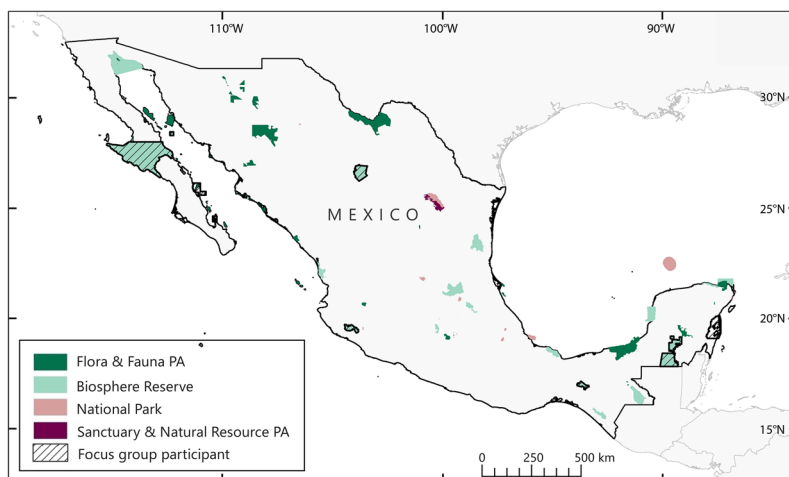 110°W
100°W
90°W
30°N
25°N
MEXICO
20°N
15°N
Flora & Fauna PA
Biosphere Reserve
National Park
Sanctuary & Natural Resource PA
Focus group participant
0 250 500 km